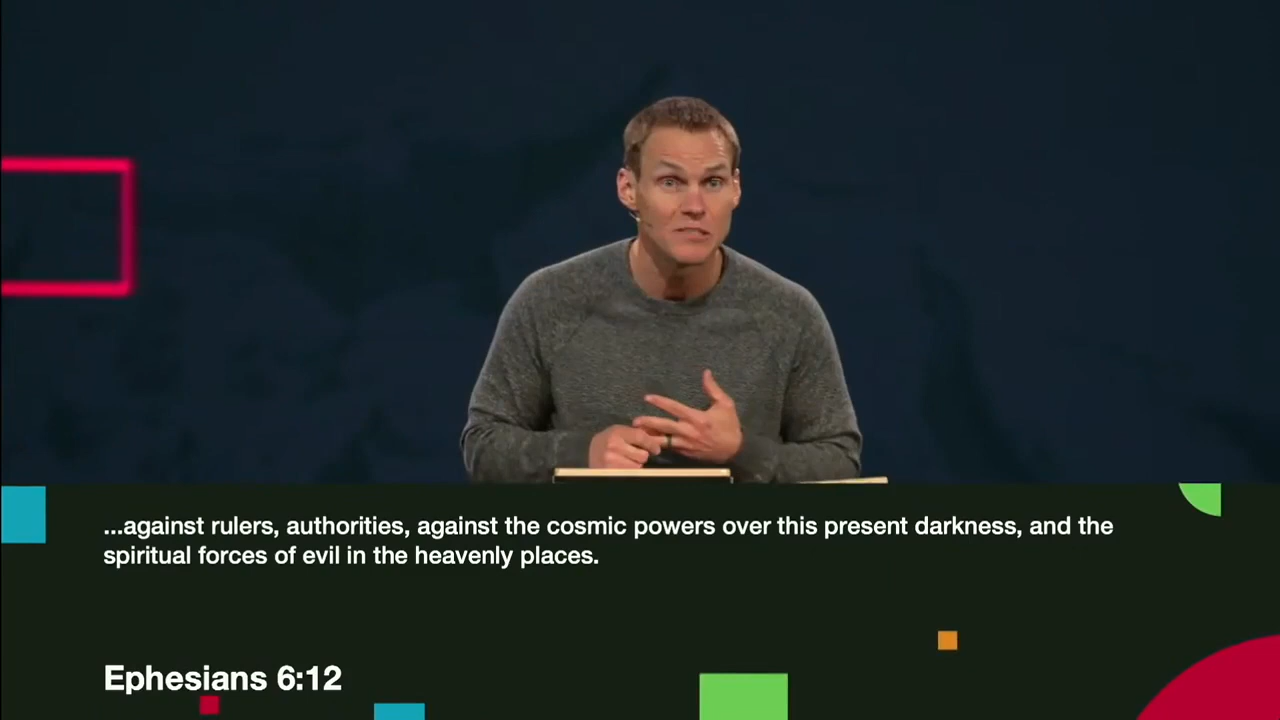 ...against rulers, authorities, against the cosmic powers over this present darkness, and the
spiritual forces of evil in the heavenly places.
Ephesians 6:12